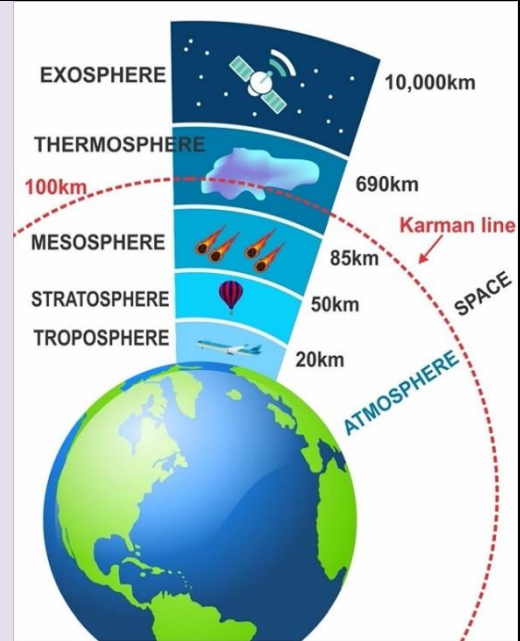 EXOSPHERE
10,000km
THERMOSPHERE
690km
100km
Karman line
MESOSPHERE
85km
SPACE
STRATOSPHERE
50km
TROPOSPHERE
20km
ATMOSPHERE